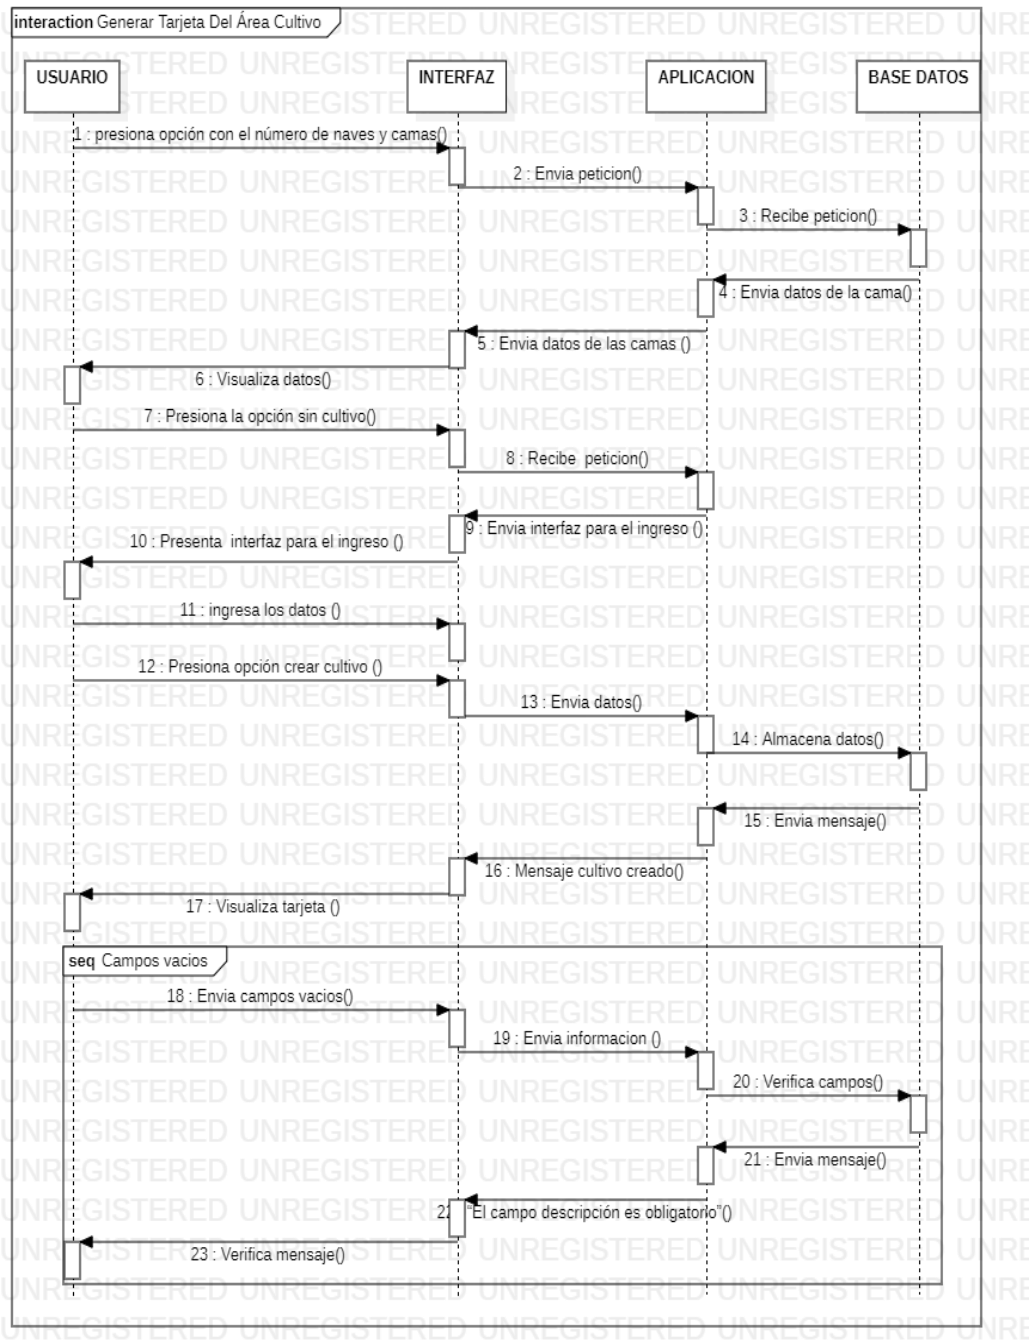 interaction Generar Tarjeta Del Área Cultivo
USUARIO
INTERFAZ
APLICACION
BASE DATOS
1 : presiona opción con el número de naves y camas()
2 : Envia peticion()
3 : Recibe peticion()
4 : Envia datos de la cama()
5 : Envia datos de las camas ()
6 : Visualiza datos()
7 : Presiona la opción sin cultivo()
8 : Recibe peticion()
9 : Envia interfaz para el ingreso ()
10 : Presenta interfaz para el ingreso ()
11 : ingresa los datos ()
12 : Presiona opción crear cultivo ()
13 : Envia datos()
14 : Almacena datos()
15 : Envia mensaje()
16 : Mensaje cultivo creado()
17 : Visualiza tarjeta ()
seq Campos vacios
18 : Envia campos vacios()
19 : Envia informacion ()
20 : Verifica campos()
21 : Envia mensaje()
22 "El campo descripción es obligatorio"()
23 : Verifica mensaje()
UNREGISTERED